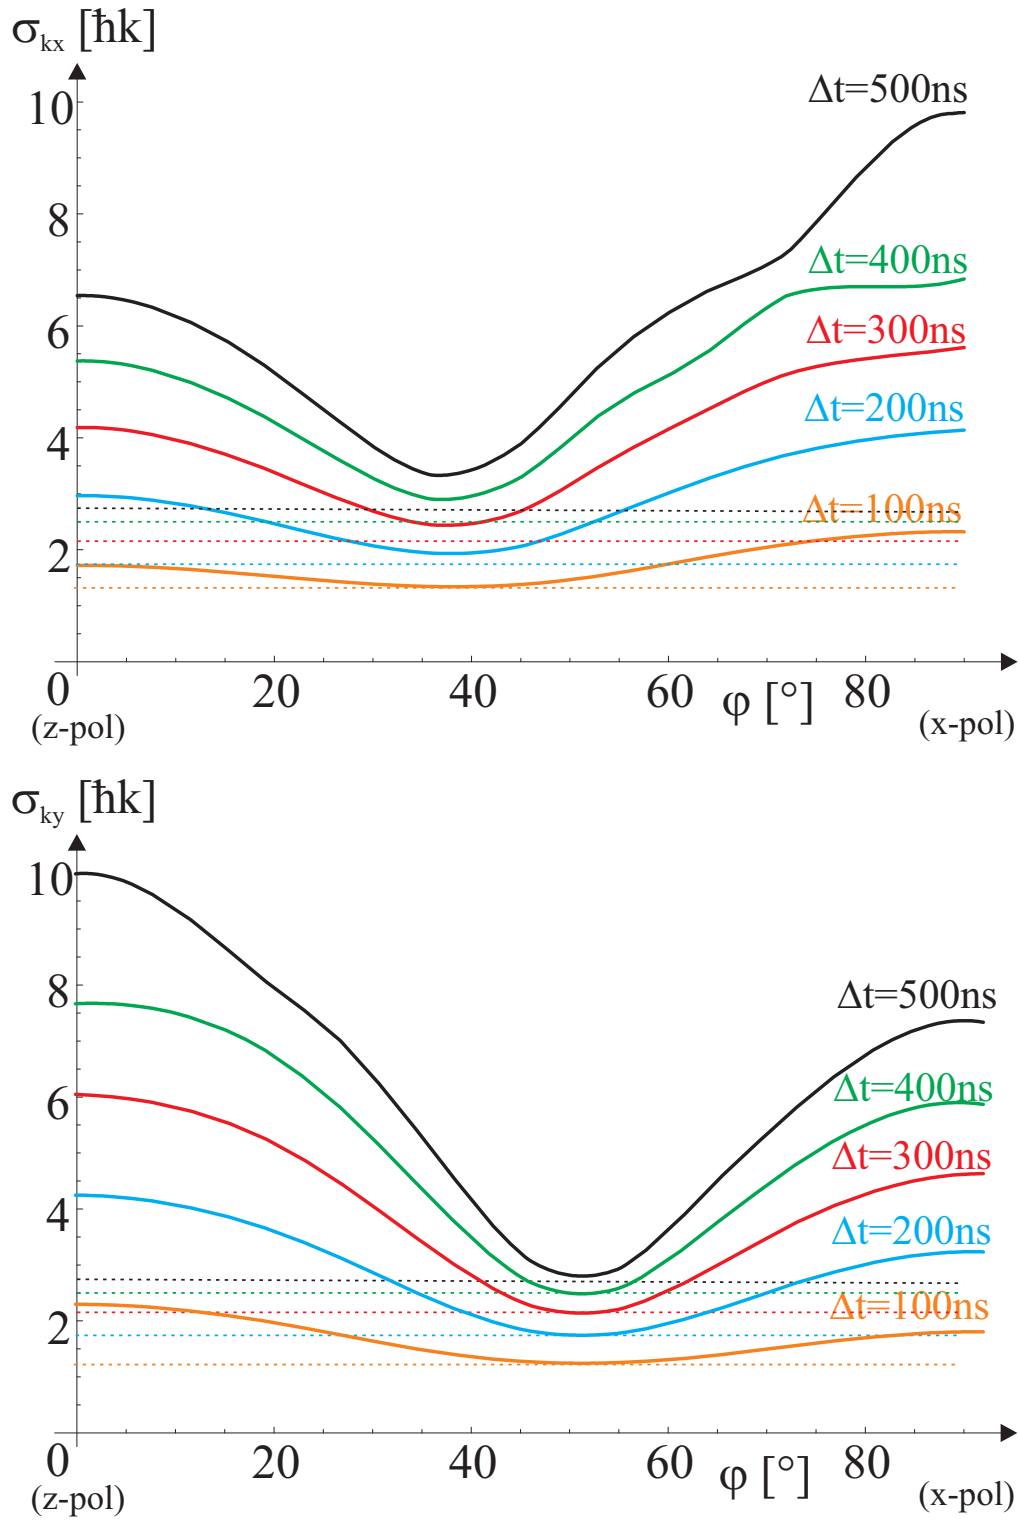 σkx [ħk]
10
Δt=500ns
8
Δt=400ns
6
Δt=300ns
Δt=200ns
4
Δt=100ns
2
0 20 40 60 φ [°] 80
(z-pol) (x-pol)
σky [ħk]
10
8
Δt=500ns
6
Δt=400ns
Δt=300ns
4
Δt=200ns
Δt=100ns
2
0 20 40 60 φ [°] 80
(z-pol) (x-pol)